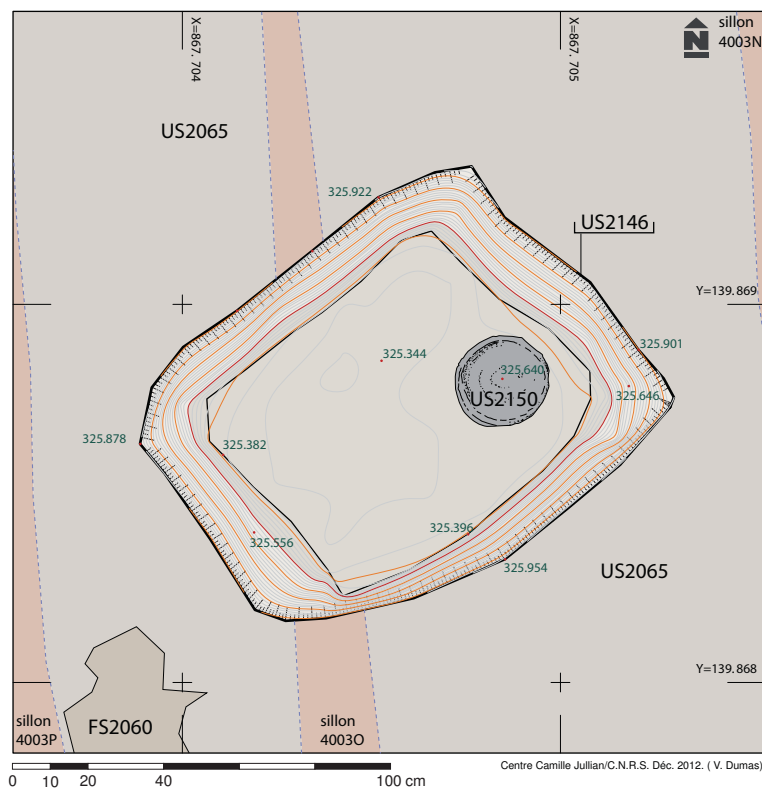 X=867. 704
X=867. 705
N
sillon
4003N
US2065
325.922
US2146
Y=139.869
325.901
325.344
325.640
US2150
325.646
325.878
325.382
325.396
325.556
325.954
US2065
Y=139.868
sillon
4003P
FS2060
sillon
4003O
Centre Camille Jullian/C.N.R.S. Déc. 2012. ( V. Dumas)
0 10 20 40 100 cm